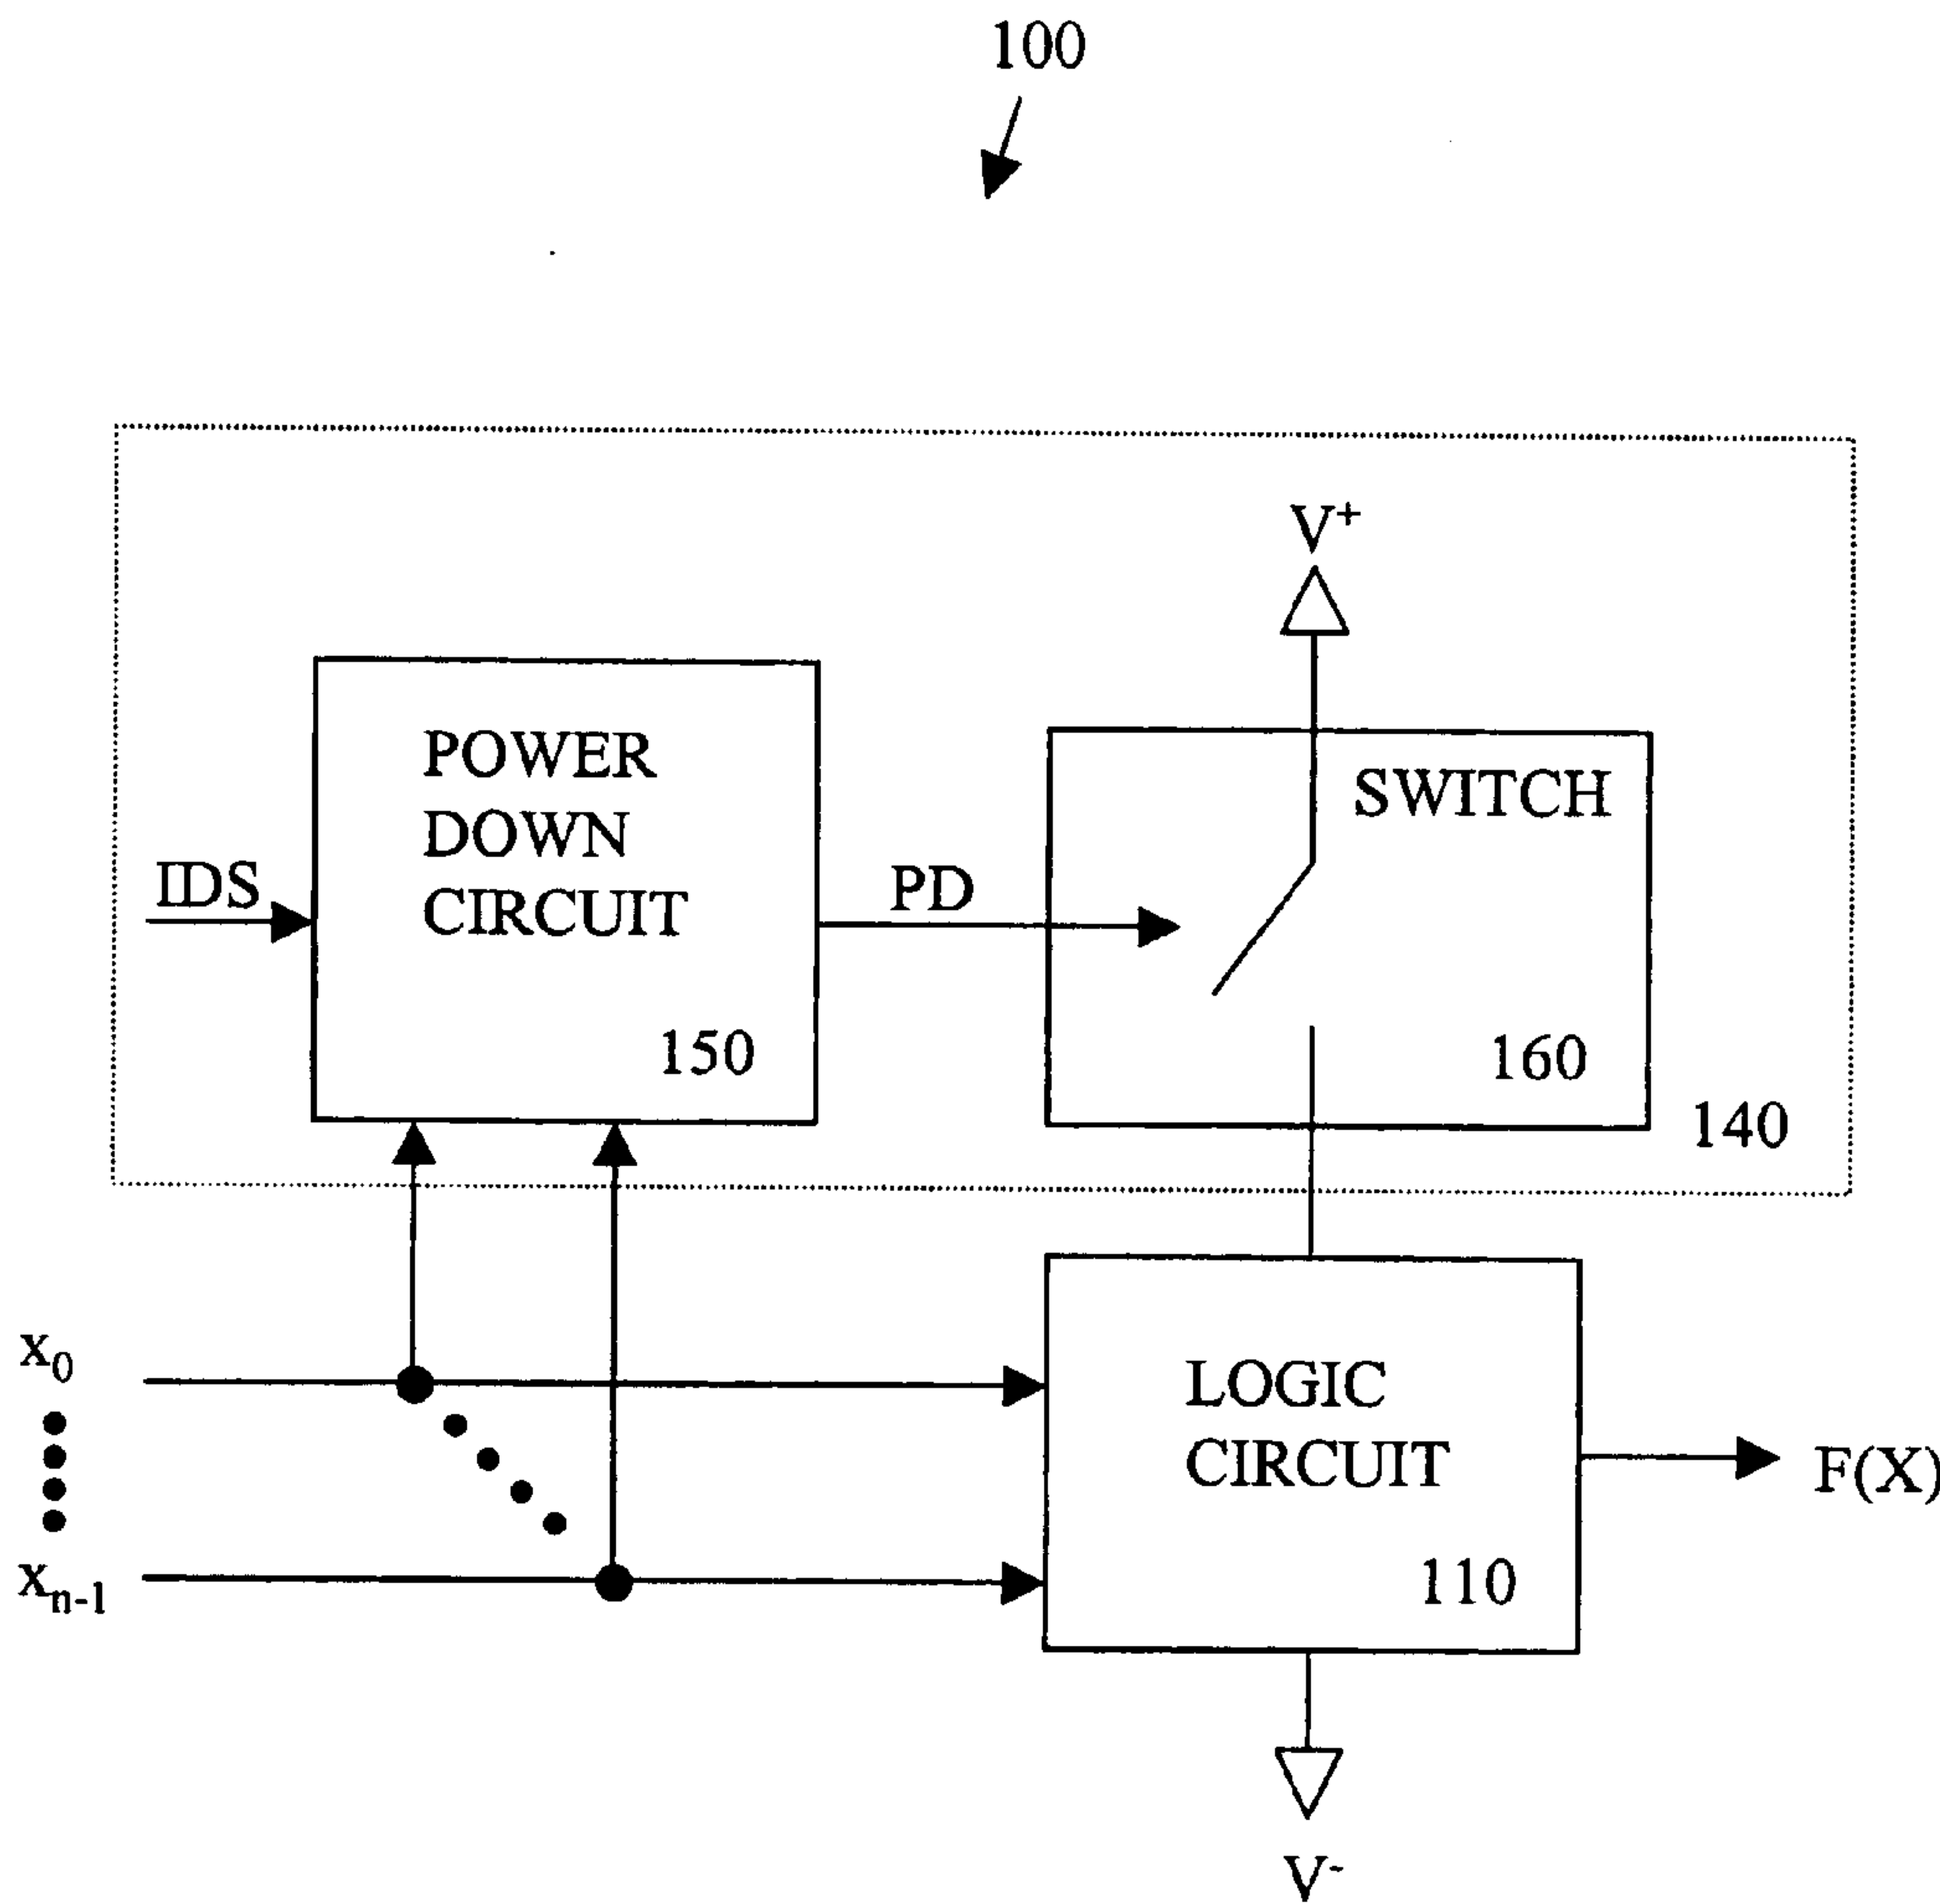 100
V⁺
POWER
DOWN
CIRCUIT
SWITCH
IDS
PD
150
160
140
x₀
LOGIC
CIRCUIT
F(X)
xₙ₋₁
110
V⁻